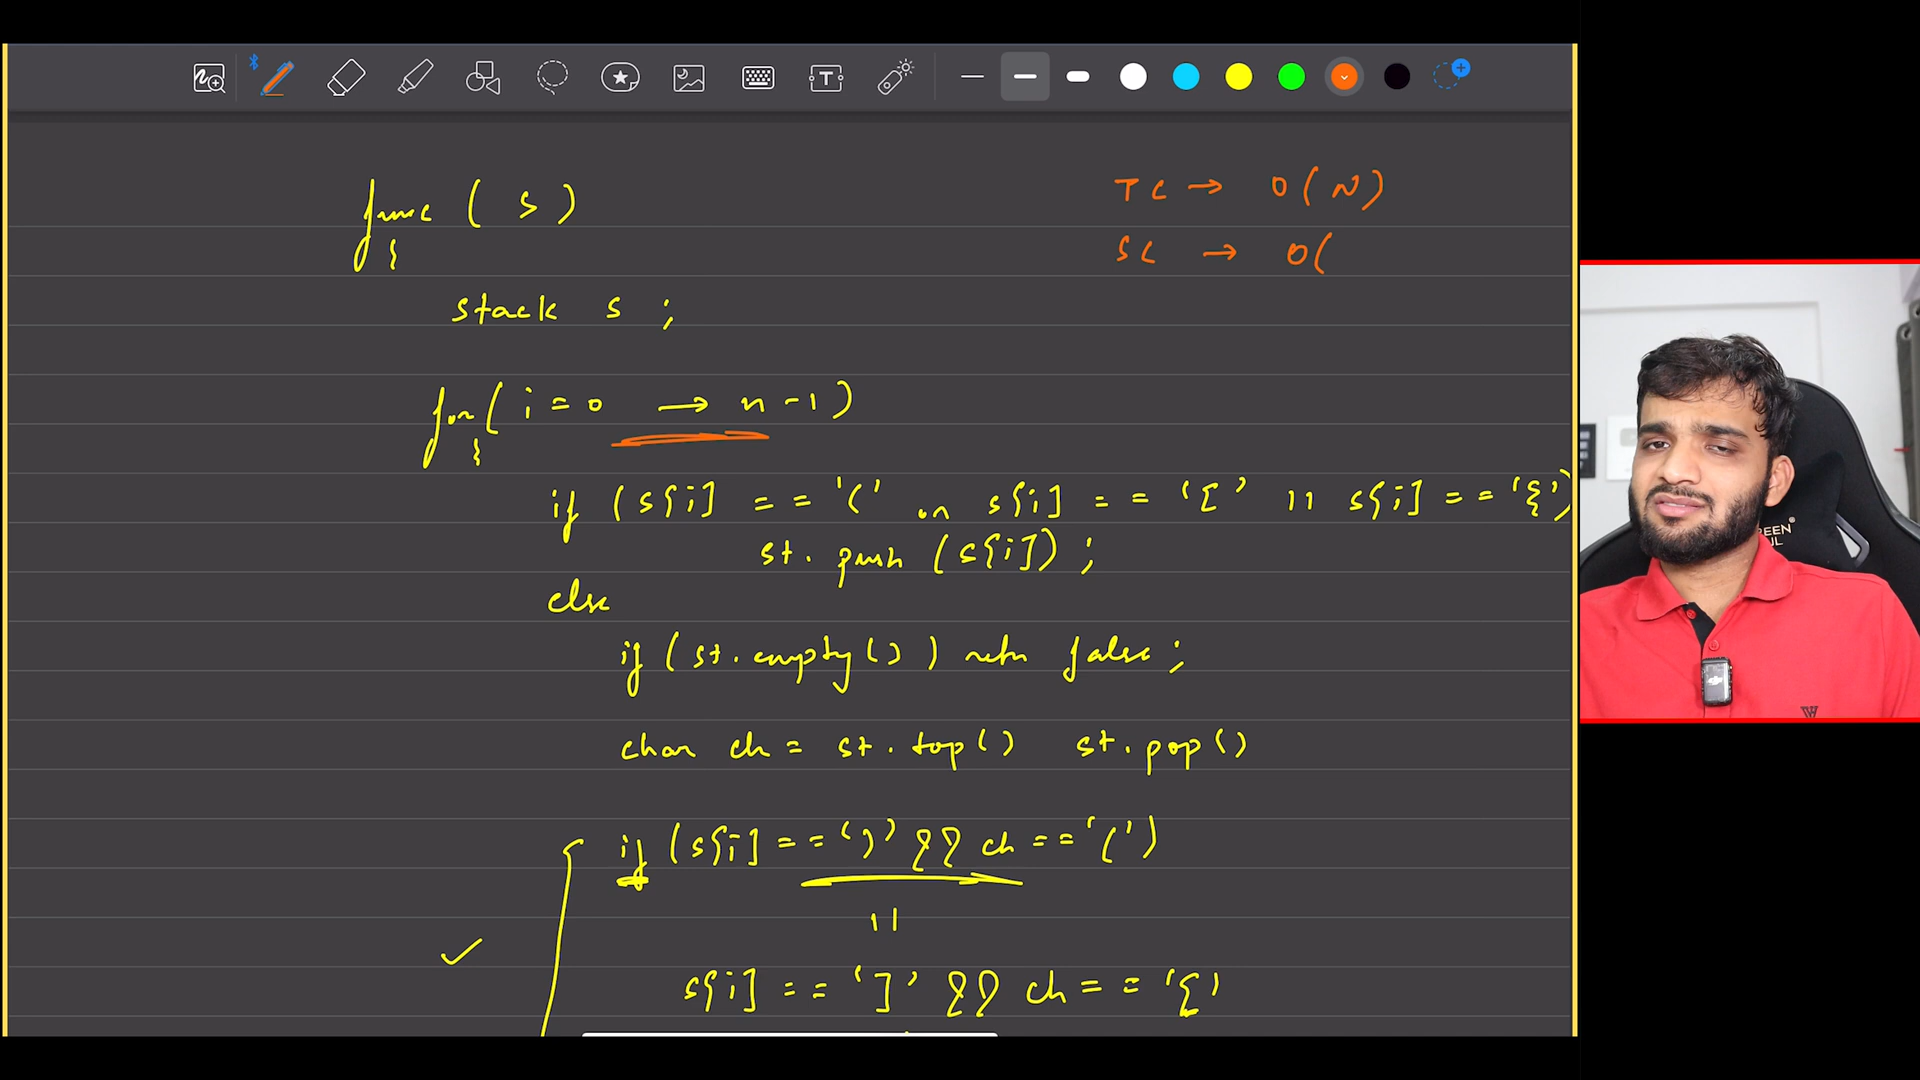 func ( s )
{
TC → O(N)
SC → O(
stack s ;
for( i = 0 → n - 1 )
{
if (s[i] == '(' or s[i] == '[' || s[i] == '{')
st. push (s[i]) ;
else
if (st. empty()) return false ;
char ch = st. top() st. pop()
if (s[i] == ')' && ch == '(')
||
s[i] == ']' && ch == '['